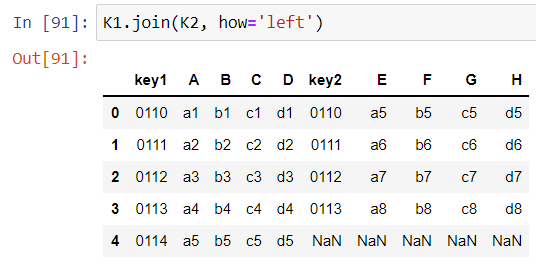 In [91]: K1.join(K2, how='left')
Out[91]:
key1 A B C D key2 E F G H
0 0110 a1 b1 c1 d1 0110 a5 b5 c5 d5
1 0111 a2 b2 c2 d2 0111 a6 b6 c6 d6
2 0112 a3 b3 c3 d3 0112 a7 b7 c7 d7
3 0113 a4 b4 c4 d4 0113 a8 b8 c8 d8
4 0114 a5 b5 c5 d5 NaN NaN NaN NaN NaN